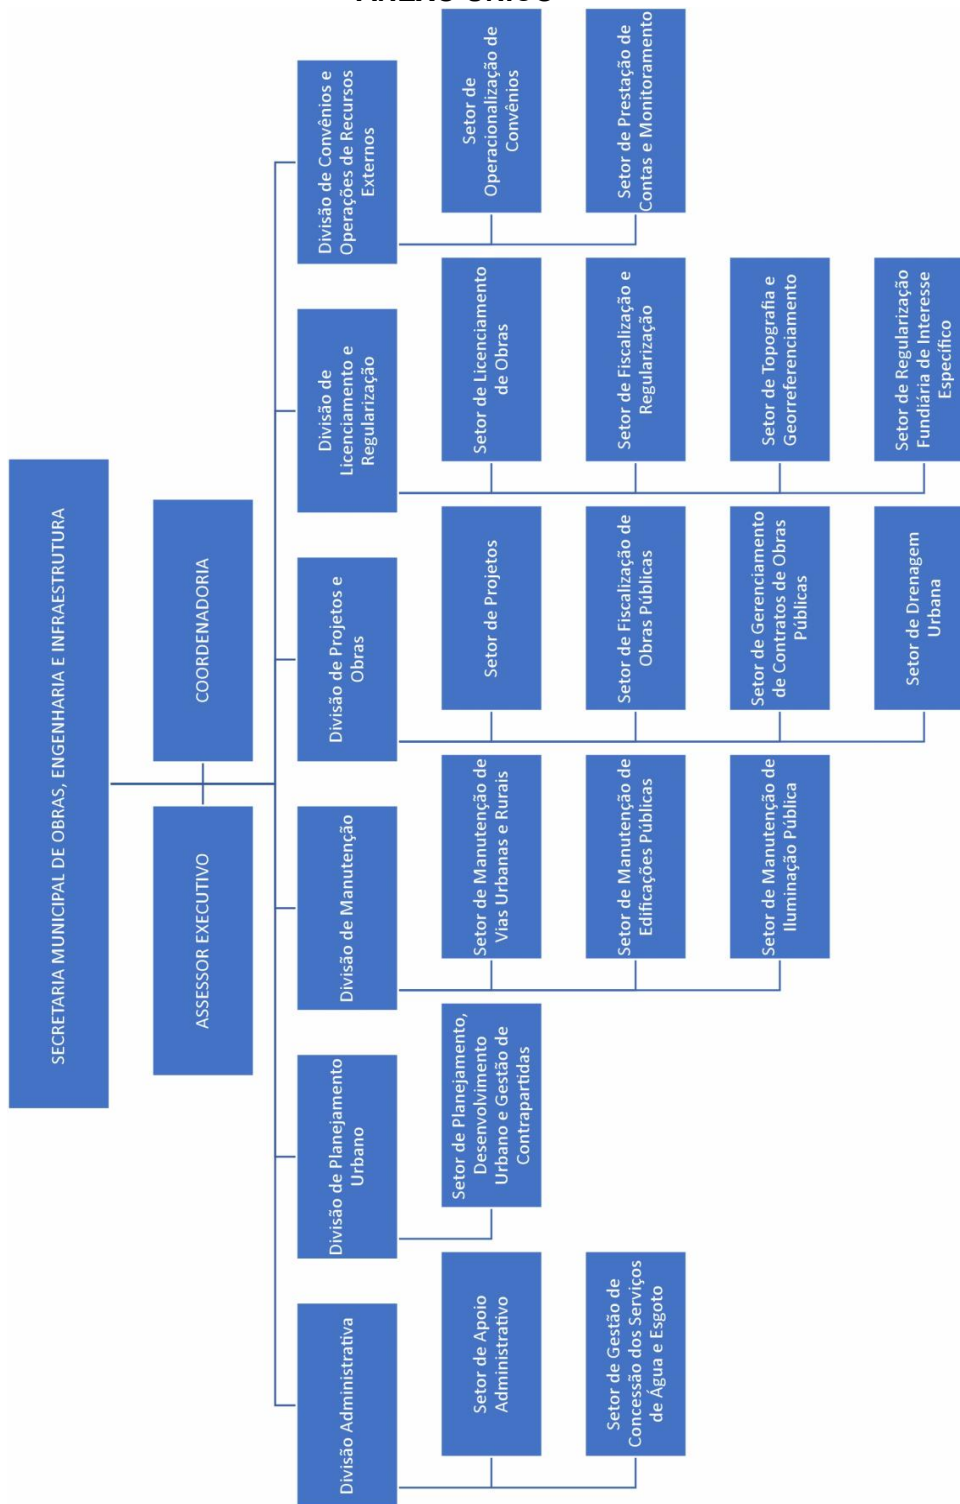 SECRETARIA MUNICIPAL DE OBRAS, ENGENHARIA E INFRAESTRUTURA
ASSESSOR EXECUTIVO
COORDENADORIA
Divisão Administrativa
Setor de Apoio
Administrativo
Setor de Gestão de
Concessão dos Serviços
de Água e Esgoto
Divisão de Planejamento
Urbano
Setor de Planejamento,
Desenvolvimento
Urbano e Gestão de
Contrapartidas
Divisão de Manutenção
Setor de Manutenção de
Vias Urbanas e Rurais
Setor de Manutenção de
Edificações Públicas
Setor de Manutenção de
Iluminação Pública
Divisão de Projetos e
Obras
Setor de Projetos
Setor de Fiscalização de
Obras Públicas
Setor de Gerenciamento
de Contratos de Obras
Públicas
Setor de Drenagem
Urbana
Divisão de
Licenciamento e
Regularização
Setor de Licenciamento
de Obras
Setor de Fiscalização e
Regularização
Setor de Topografia e
Georreferenciamento
Setor de Regularização
Fundiária de Interesse
Específico
Divisão de Convênios e
Operações de Recursos
Externos
Setor de
Operacionalização de
Convênios
Setor de Prestação de
Contas e Monitoramento